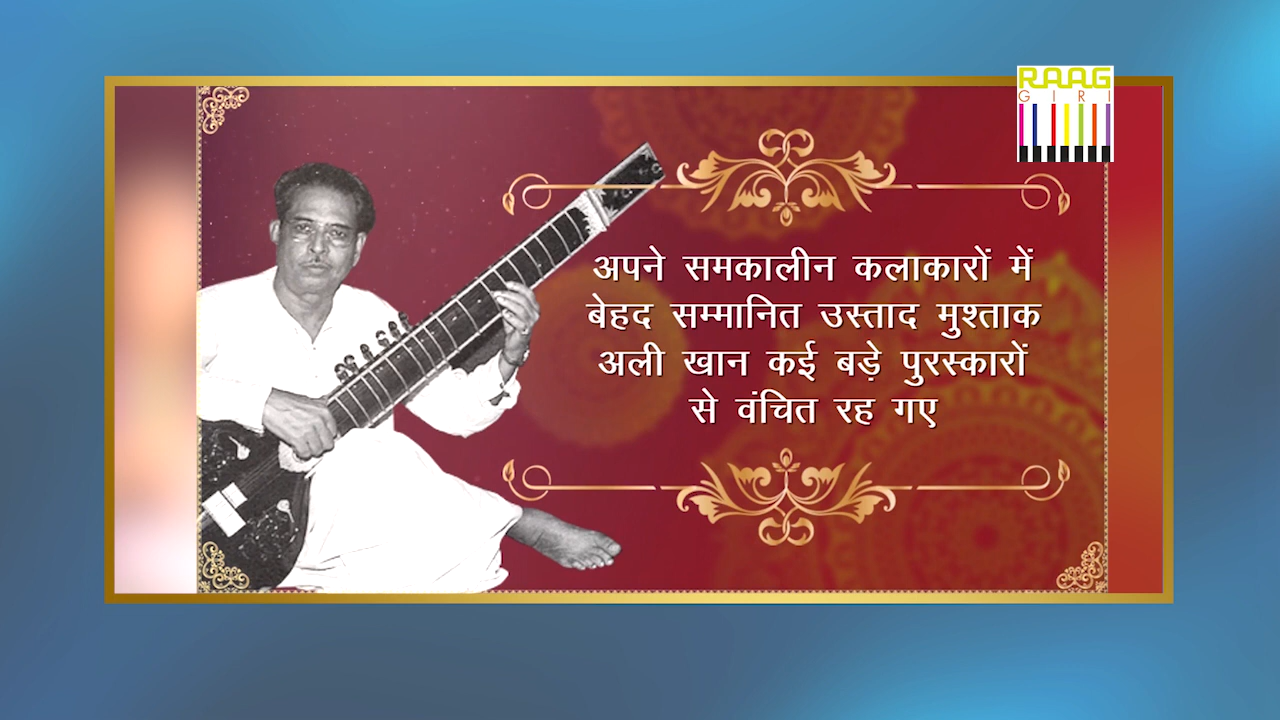 RAAG
GIRI
अपने समकालीन कलाकारों में
बेहद सम्मानित उस्ताद मुश्ताक
अली खान कई बड़े पुरस्कारों
से वंचित रह गए